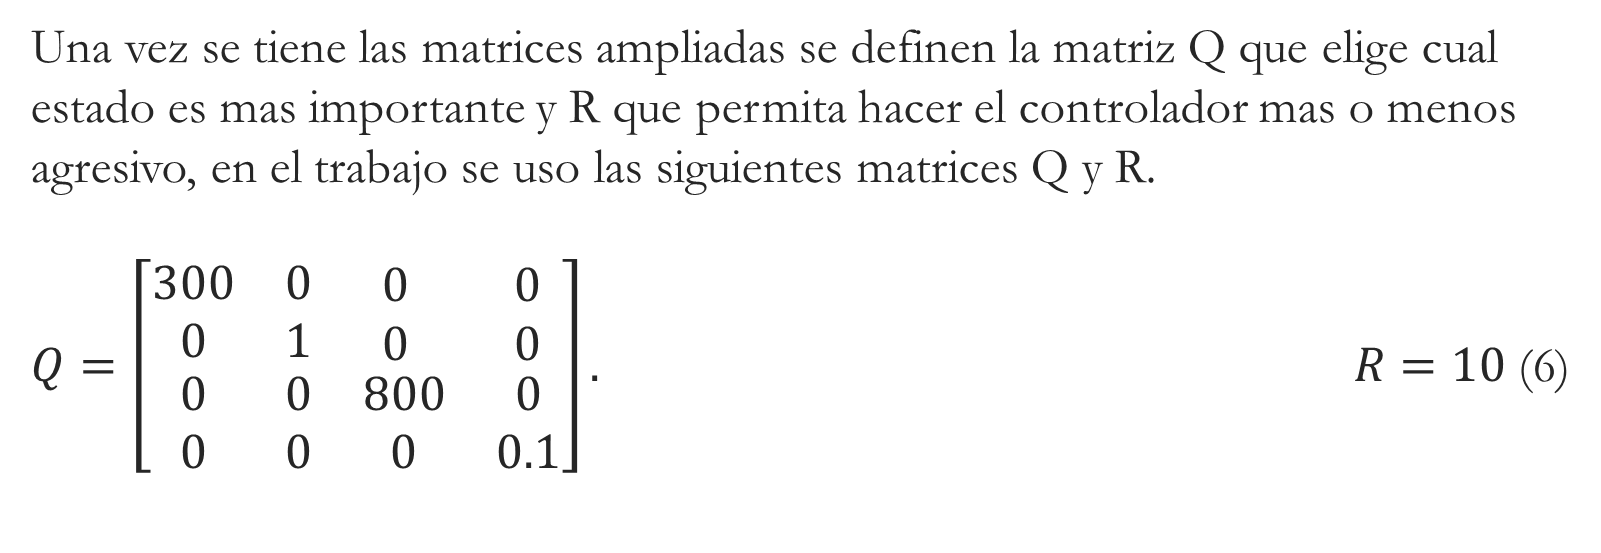 Una vez se tiene las matrices ampliadas se definen la matriz Q que elige cual
estado es mas importante y R que permita hacer el controlador mas o menos
agresivo, en el trabajo se uso las siguientes matrices Q y R.
300 0 0 0
0 1 0 0
Q = . R = 10 (6)
0 0 800 0
0 0 0 0.1